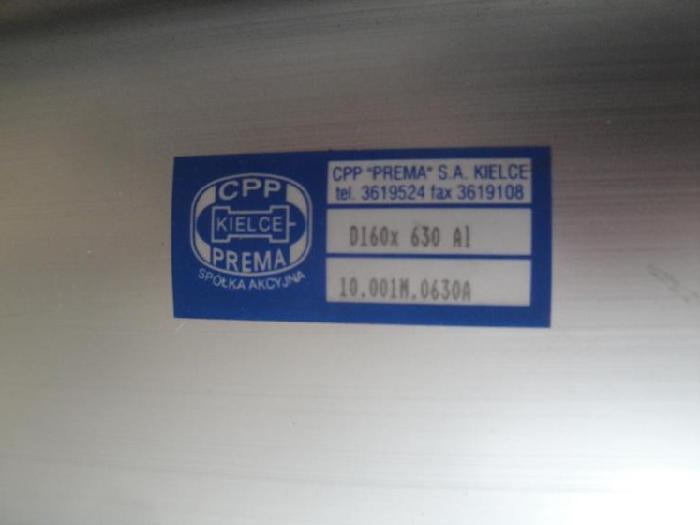 CPP
KIELCE
PREMA
SPÓŁKA AKCYJNA
CPP "PREMA" S.A. KIELCE
tel. 3619524 fax 3619108
D160x 630 Al
10.001M.0630A